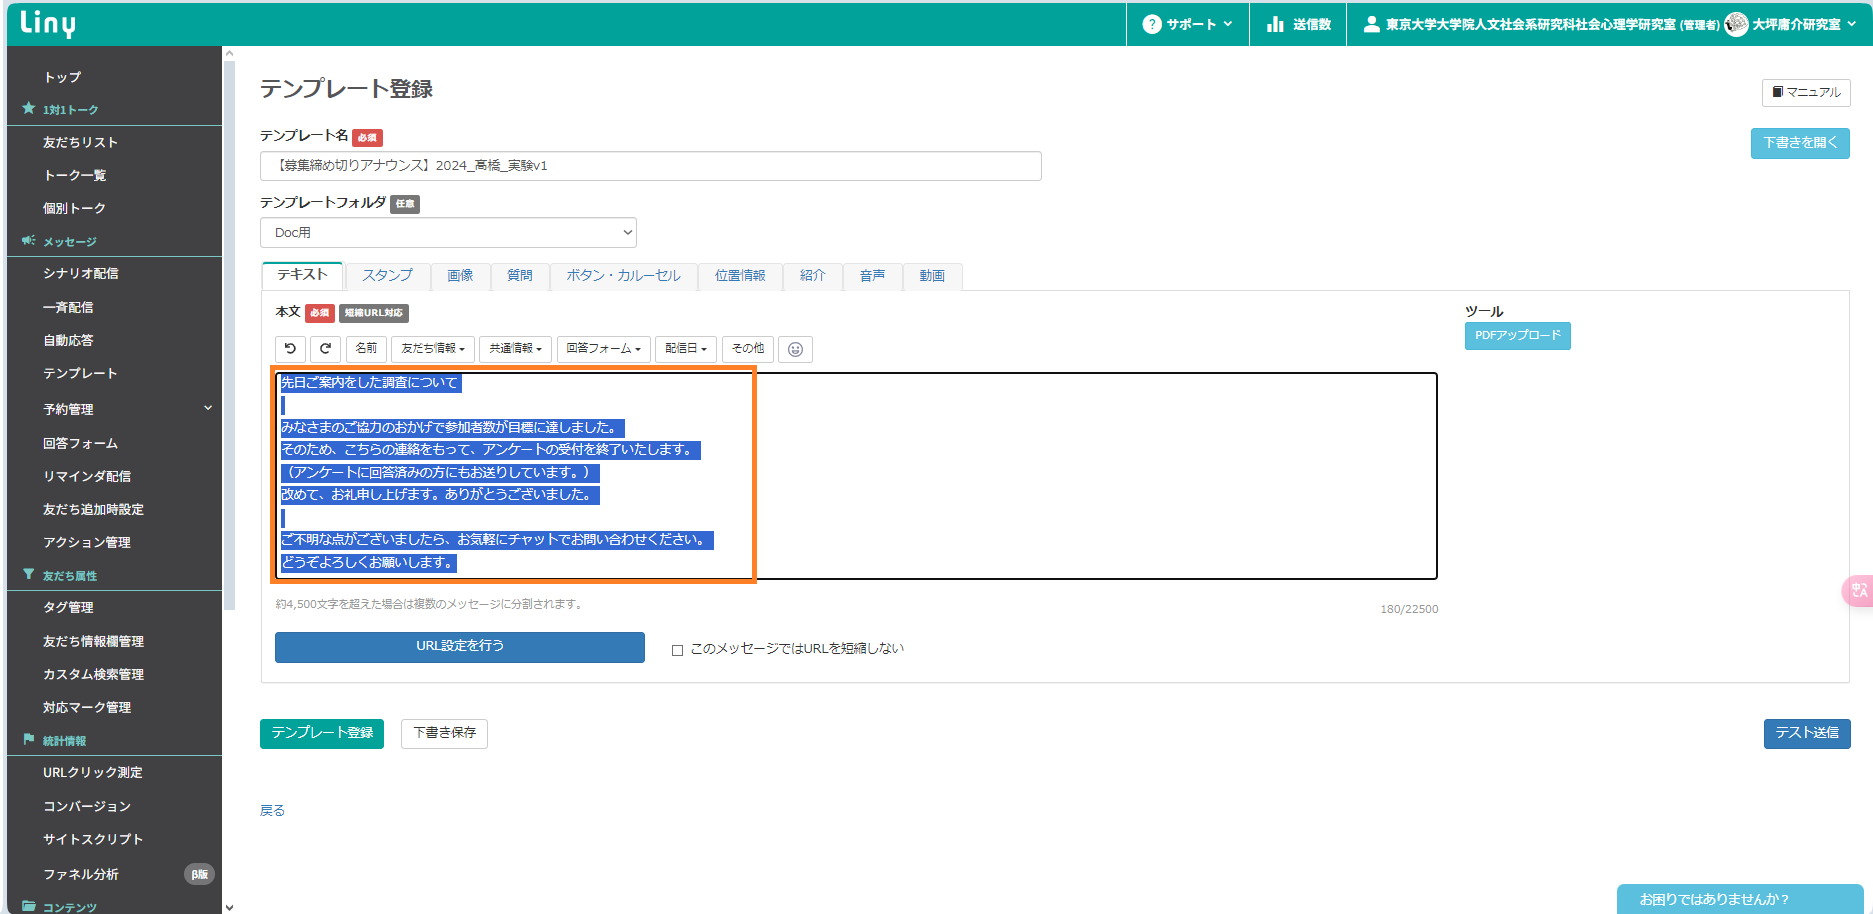 Liny
サポート
送信数
東京大学大学院人文社会系研究科社会心理学研究室 (管理者)
大坪庸介研究室
トップ
1対1トーク
友だちリスト
トーク一覧
個別トーク
メッセージ
シナリオ配信
一斉配信
自動応答
テンプレート
予約管理
回答フォーム
リマインダ配信
友だち追加時設定
アクション管理
友だち属性
タグ管理
友だち情報欄管理
カスタム検索管理
対応マーク管理
統計情報
URLクリック測定
コンバージョン
サイトスクリプト
ファネル分析 β版
コンテンツ
テンプレート登録
マニュアル
テンプレート名 必須
下書きを開く
【募集締め切りアナウンス】2024_高橋_実験v1
テンプレートフォルダ 任意
Doc用
テキスト スタンプ 画像 質問 ボタン・カルーセル 位置情報 紹介 音声 動画
本文 必須 短縮URL対応
ツール
PDFアップロード
名前 友だち情報 共通情報 回答フォーム 配信日 その他
先日ご案内をした調査について
みなさまのご協力のおかげで参加者数が目標に達しました。
そのため、こちらの連絡をもって、アンケートの受付を終了いたします。
（アンケートに回答済みの方にもお送りしています。）
改めて、お礼申し上げます。ありがとうございました。
ご不明な点がございましたら、お気軽にチャットでお問い合わせください。
どうぞよろしくお願いします。
約4,500文字を超えた場合は複数のメッセージに分割されます。
180/22500
URL設定を行う
このメッセージではURLを短縮しない
テンプレート登録 下書き保存
テスト送信
戻る
お困りではありませんか？